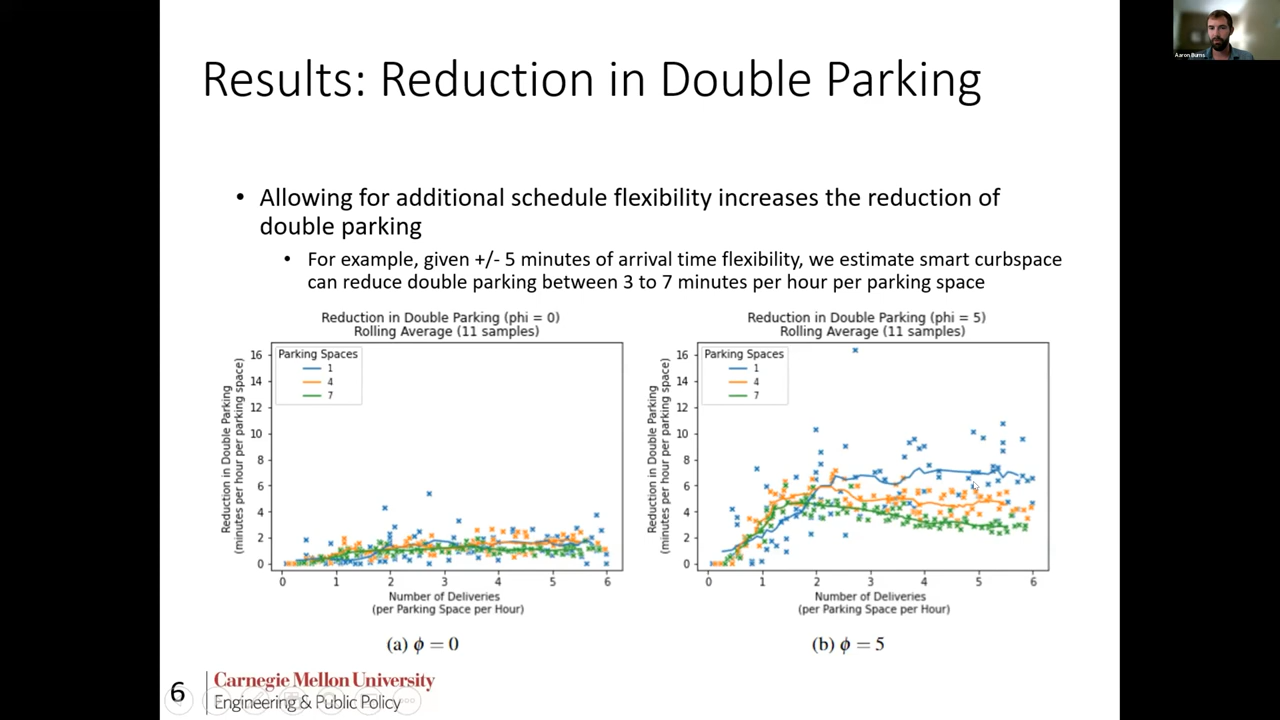 Aaron Burns
Results: Reduction in Double Parking
• Allowing for additional schedule flexibility increases the reduction of
double parking
• For example, given +/- 5 minutes of arrival time flexibility, we estimate smart curbspace
can reduce double parking between 3 to 7 minutes per hour per parking space
Reduction in Double Parking (phi = 0)
Rolling Average (11 samples)
Parking Spaces
1
4
7
Reduction in Double Parking
(minutes per hour per parking space)
16
14
12
10
8
6
4
2
0
0 1 2 3 4 5 6
Number of Deliveries
(per Parking Space per Hour)
(a) ϕ = 0
Reduction in Double Parking (phi = 5)
Rolling Average (11 samples)
Parking Spaces
1
4
7
Reduction in Double Parking
(minutes per hour per parking space)
16
14
12
10
8
6
4
2
0
0 1 2 3 4 5 6
Number of Deliveries
(per Parking Space per Hour)
(b) ϕ = 5
6
Carnegie Mellon University
Engineering & Public Policy